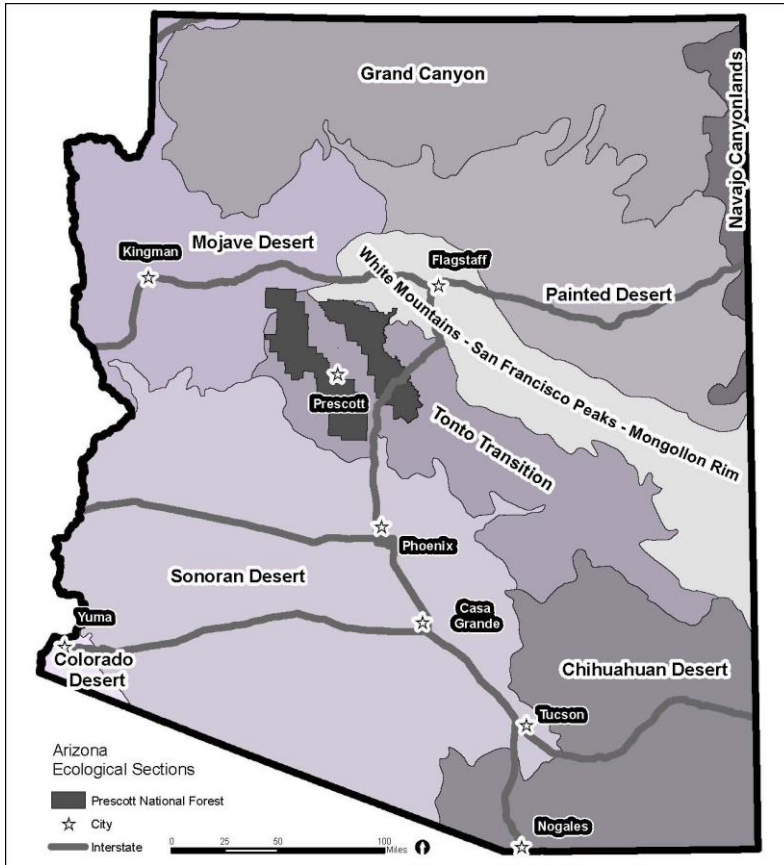 Grand Canyon
Navajo Canyonlands
Kingman
Mojave Desert
Flagstaff
Painted Desert
White Mountains - San Francisco Peaks - Mongollon Rim
Prescott
Tonto Transition
Phoenix
Sonoran Desert
Casa
Grande
Yuma
Colorado
Desert
Chihuahuan Desert
Tucson
Nogales
Arizona
Ecological Sections
Prescott National Forest
City
Interstate
0 25 50 100
Miles